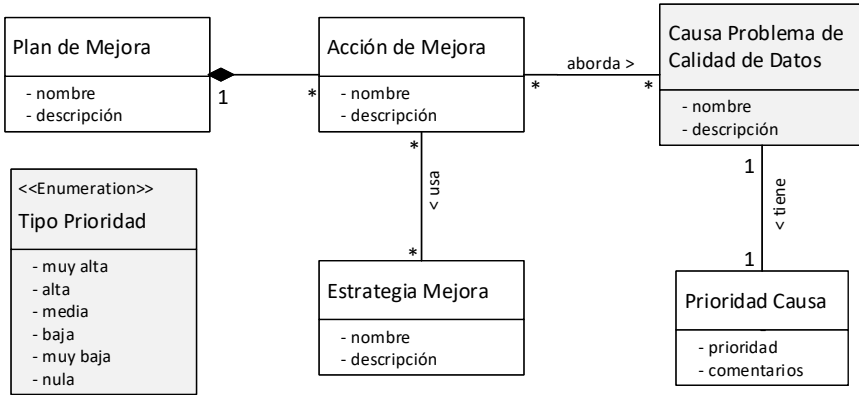 Plan de Mejora
- nombre
- descripción
1
*
Acción de Mejora
- nombre
- descripción
aborda >
*
*
Causa Problema de
Calidad de Datos
- nombre
- descripción
*
< usa
*
1
< tiene
1
<<Enumeration>>
Tipo Prioridad
- muy alta
- alta
- media
- baja
- muy baja
- nula
Estrategia Mejora
- nombre
- descripción
Prioridad Causa
- prioridad
- comentarios